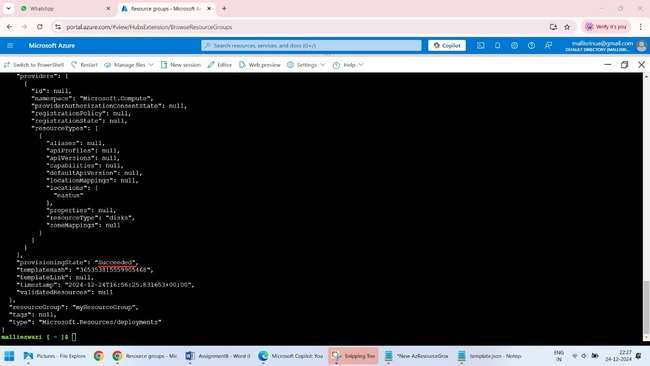 WhatsApp
Resource groups - Microsoft Az
portal.azure.com/#view/HubsExtension/BrowseResourceGroups
Verify it's you
Microsoft Azure
Search resources, services, and docs (G+/)
Copilot
DEFAULT DIRECTORY
Switch to PowerShell
Restart
Manage files
New session
Editor
Web preview
Settings
Help
"providers": [
{
"id": null,
"namespace": "Microsoft.Compute",
"providerAuthorizationConsentState": null,
"registrationPolicy": null,
"registrationState": null,
"resourceTypes": [
{
"aliases": null,
"apiProfiles": null,
"apiVersions": null,
"capabilities": null,
"defaultApiVersion": null,
"locationMappings": null,
"locations": [
"eastus"
],
"properties": null,
"resourceType": "disks",
"zoneMappings": null
}
]
}
],
"provisioningState": "Succeeded",
"templateHash": "365353815559905468",
"templateLink": null,
"timestamp": "2024-12-24T16:56:25.831653+00:00",
"validatedResources": null
},
"resourceGroup": "myResourceGroup",
"tags": null,
"type": "Microsoft.Resources/deployments"
}
mallieswari [ ~ ]$
Pictures - File Explore
Resource groups - Mic
Assignment8 - Word (U
Microsoft Copilot: You
Snipping Too
*New-AzResourceGrou
template.json - Notep
ENG
IN
22:27
24-12-2024